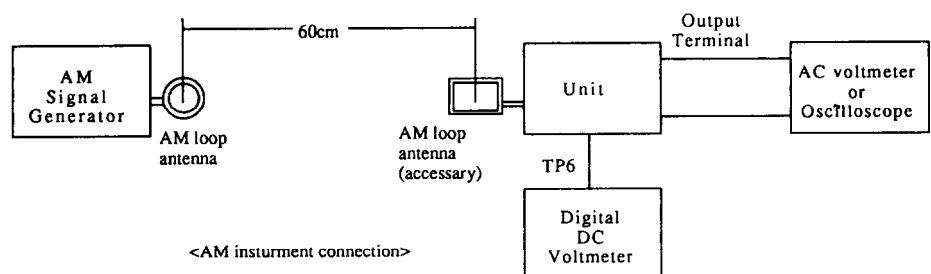 60cm
AM
Signal
Generator
AM loop
antenna
AM loop
antenna
(accessary)
Unit
Output
Terminal
AC voltmeter
or
Oscilloscope
TP6
Digital
DC
Voltmeter
<AM insturment connection>